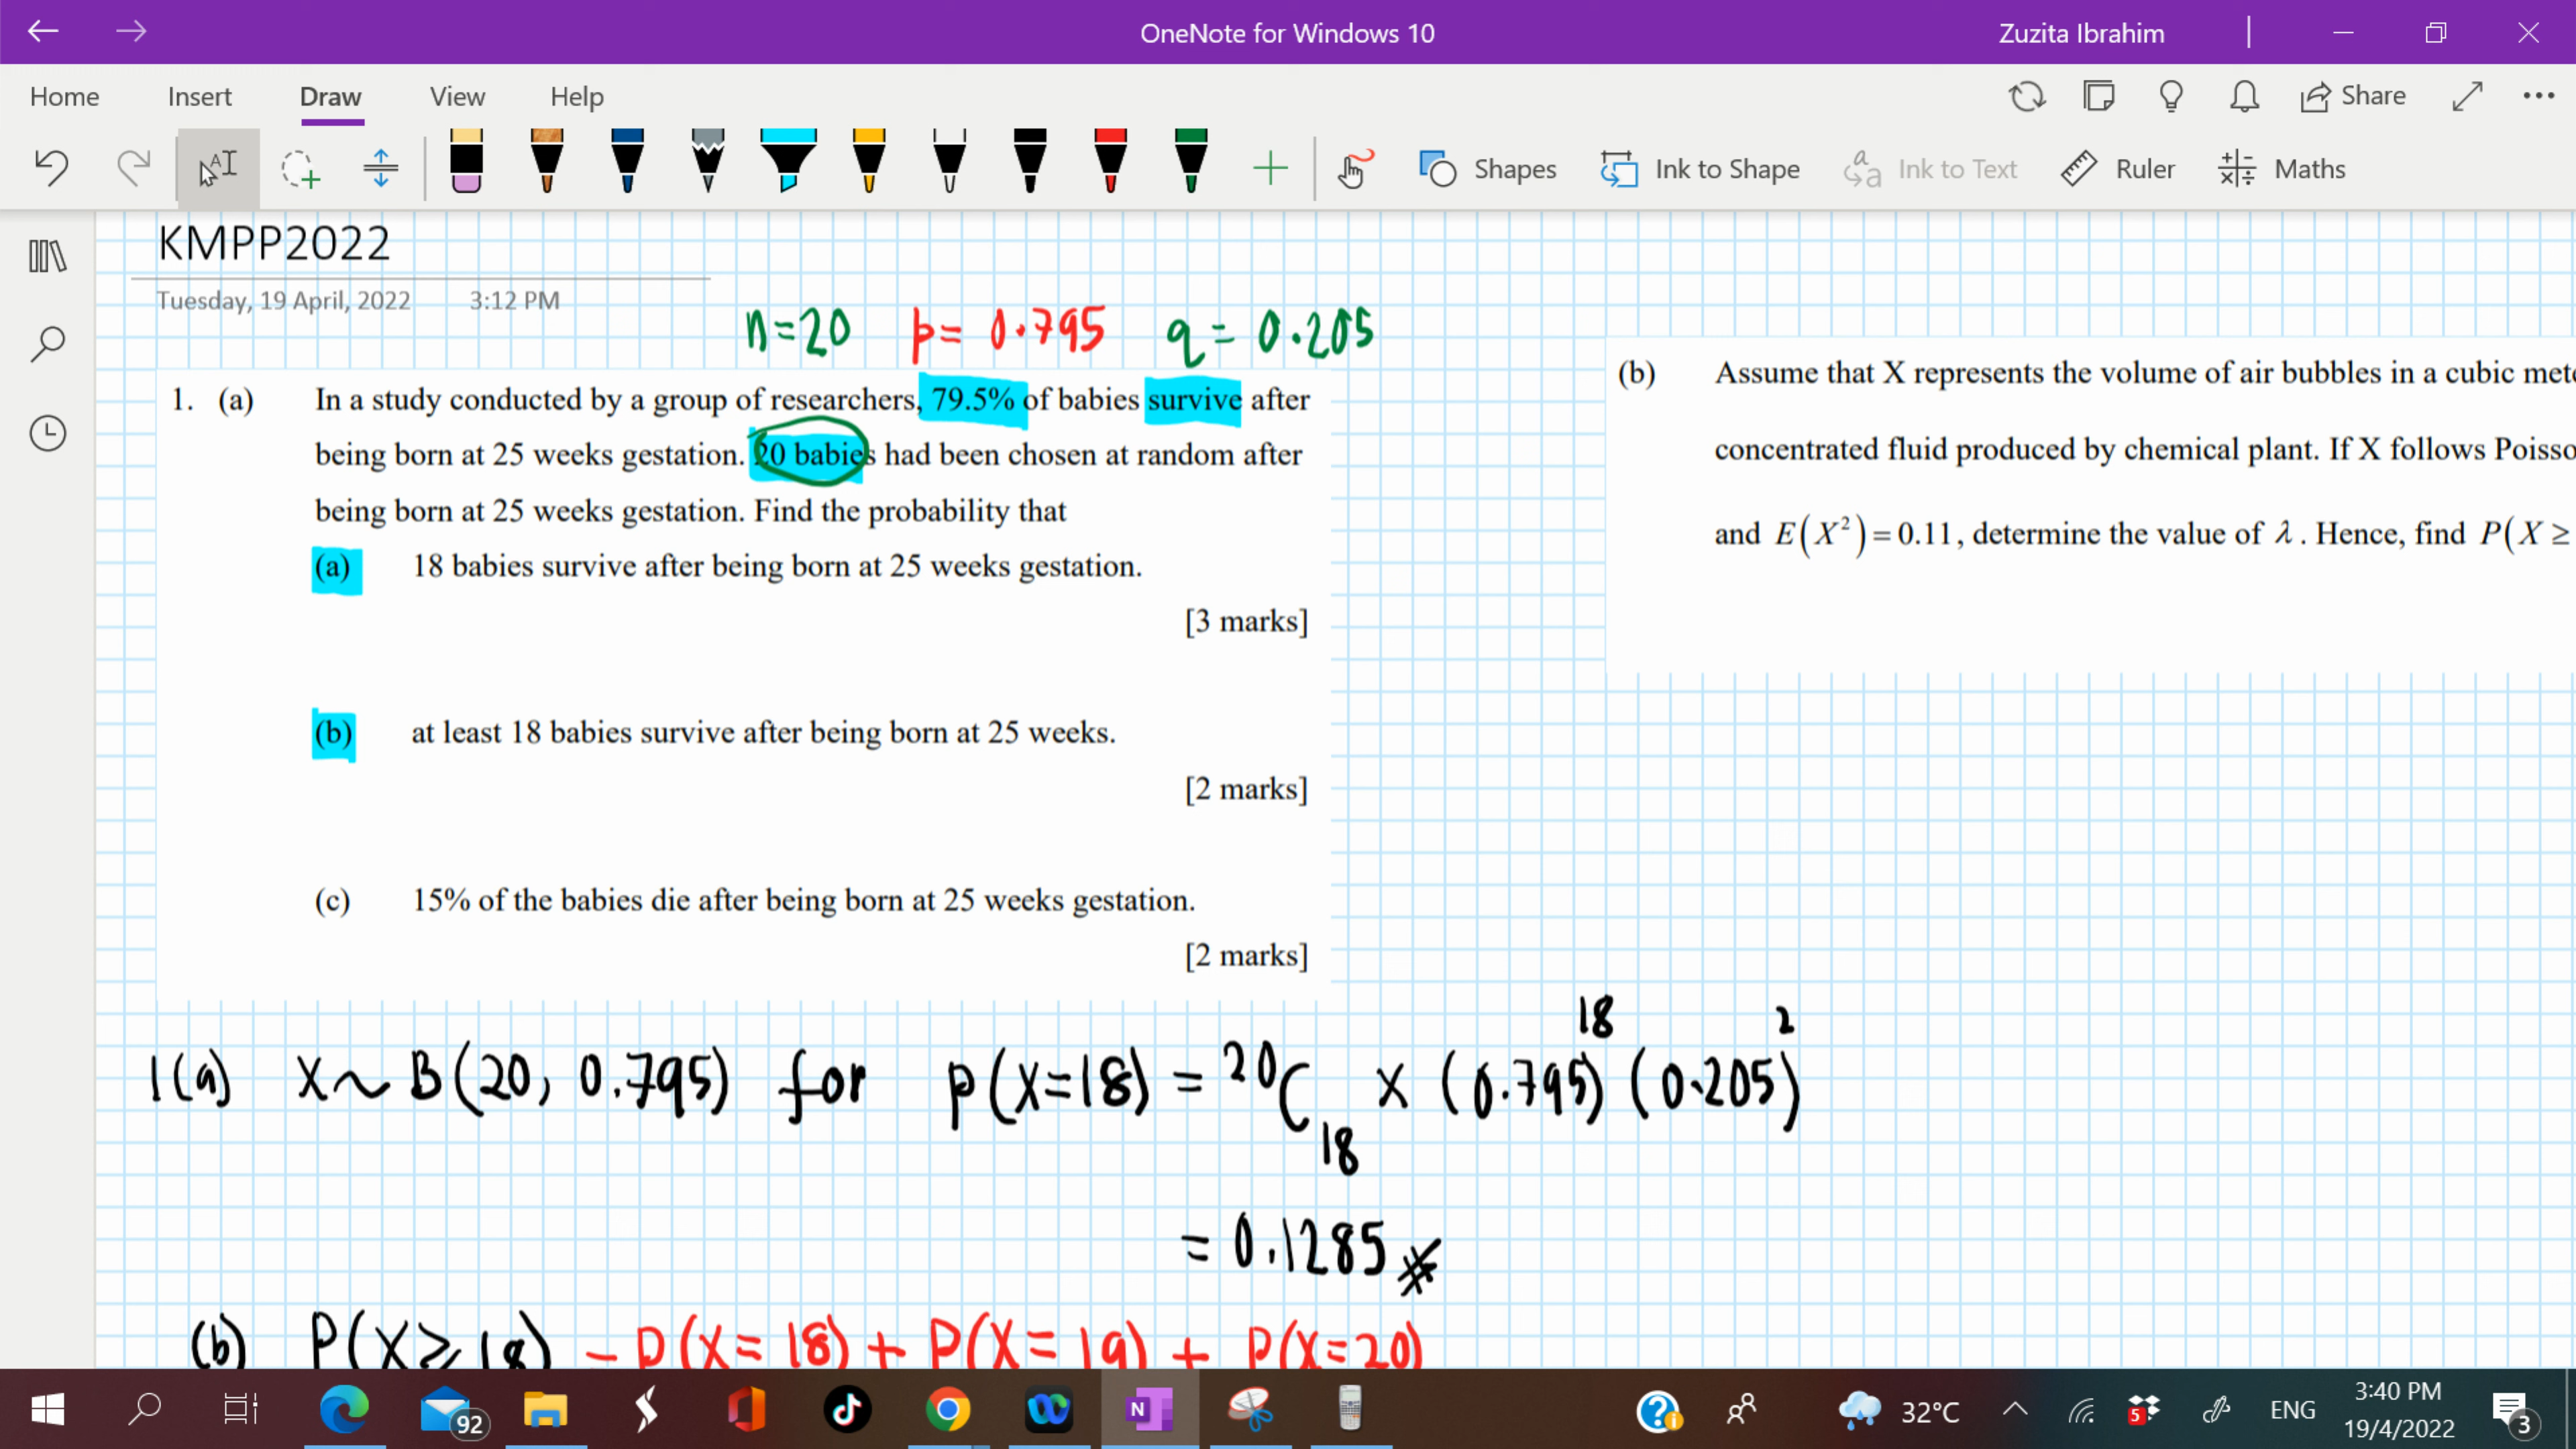 OneNote for Windows 10
Zuzita Ibrahim
Home Insert Draw View Help
Share
Shapes Ink to Shape Ink to Text Ruler Maths
KMPP2022
Tuesday, 19 April, 2022 3:12 PM
n=20 p= 0.795 q = 0.205
1. (a) In a study conducted by a group of researchers, 79.5% of babies survive after
being born at 25 weeks gestation. 20 babies had been chosen at random after
being born at 25 weeks gestation. Find the probability that
(a) 18 babies survive after being born at 25 weeks gestation.
[3 marks]
(b) at least 18 babies survive after being born at 25 weeks.
[2 marks]
(c) 15% of the babies die after being born at 25 weeks gestation.
[2 marks]
(b) Assume that X represents the volume of air bubbles in a cubic mete
concentrated fluid produced by chemical plant. If X follows Poisso
and E(X²) = 0.11, determine the value of λ. Hence, find P(X ≥
1(a) X ~ B(20, 0.795) for P(X=18) = ²⁰C₁₈ × (0.795)¹⁸ (0.205)²
= 0.1285
(b) P(X ≥ 18) = P(X = 18) + P(X = 19) + P(X=20)
92
32°C
5
ENG
3:40 PM
19/4/2022
3